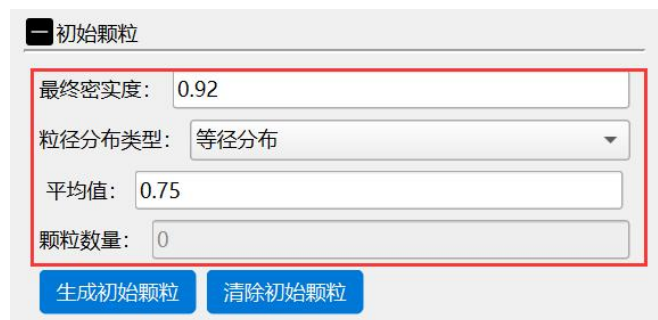 初始颗粒
最终密实度: 0.92
粒径分布类型: 等径分布
平均值: 0.75
颗粒数量: 0
生成初始颗粒 清除初始颗粒